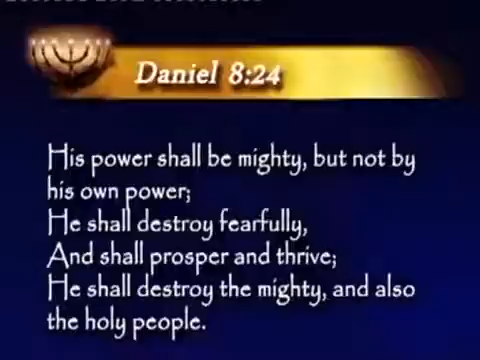 Daniel 8:24
His power shall be mighty, but not by
his own power;
He shall destroy fearfully,
And shall prosper and thrive;
He shall destroy the mighty, and also
the holy people.